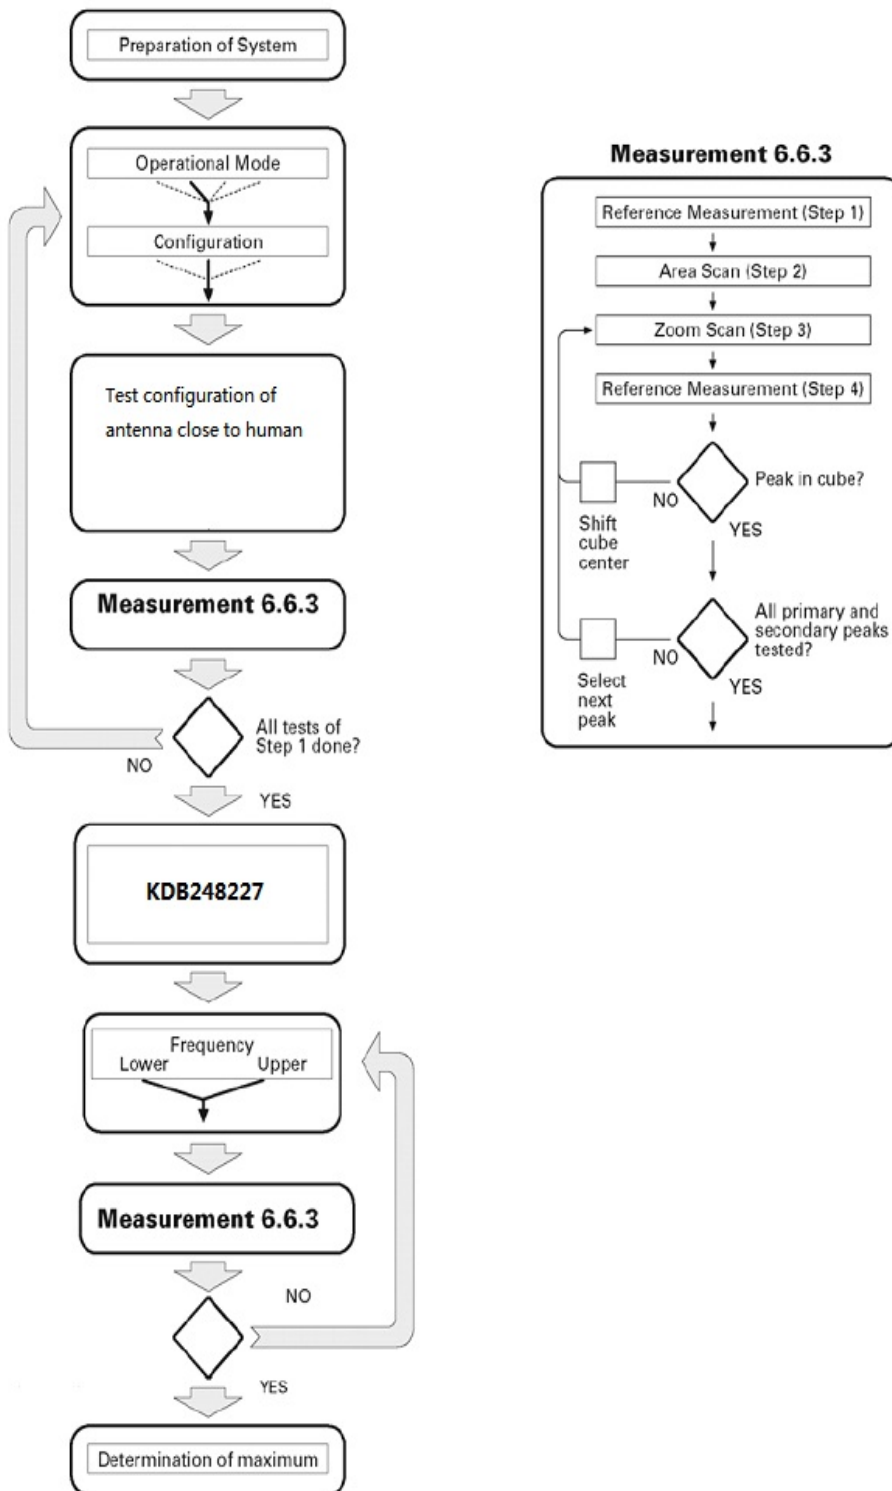 Preparation of System
Operational Mode
Configuration
Test configuration of
antenna close to human
Measurement 6.6.3
All tests of
Step 1 done?
NO
YES
KDB248227
Frequency
Lower Upper
Measurement 6.6.3
NO
YES
Determination of maximum
Measurement 6.6.3
Reference Measurement (Step 1)
Area Scan (Step 2)
Zoom Scan (Step 3)
Reference Measurement (Step 4)
Peak in cube?
NO
YES
Shift
cube
center
All primary and
secondary peaks
tested?
NO
YES
Select
next
peak